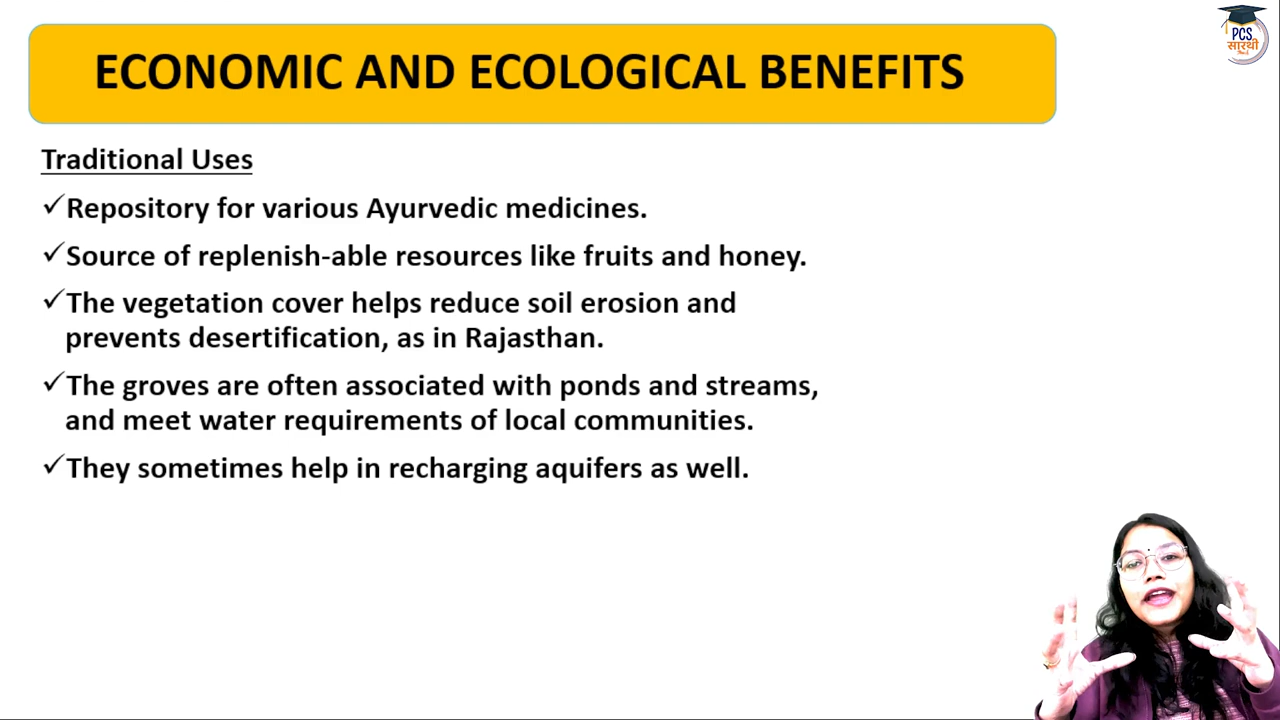 ECONOMIC AND ECOLOGICAL BENEFITS
PCS
सारथी
Traditional Uses
✓Repository for various Ayurvedic medicines.
✓Source of replenish-able resources like fruits and honey.
✓The vegetation cover helps reduce soil erosion and
prevents desertification, as in Rajasthan.
✓The groves are often associated with ponds and streams,
and meet water requirements of local communities.
✓They sometimes help in recharging aquifers as well.